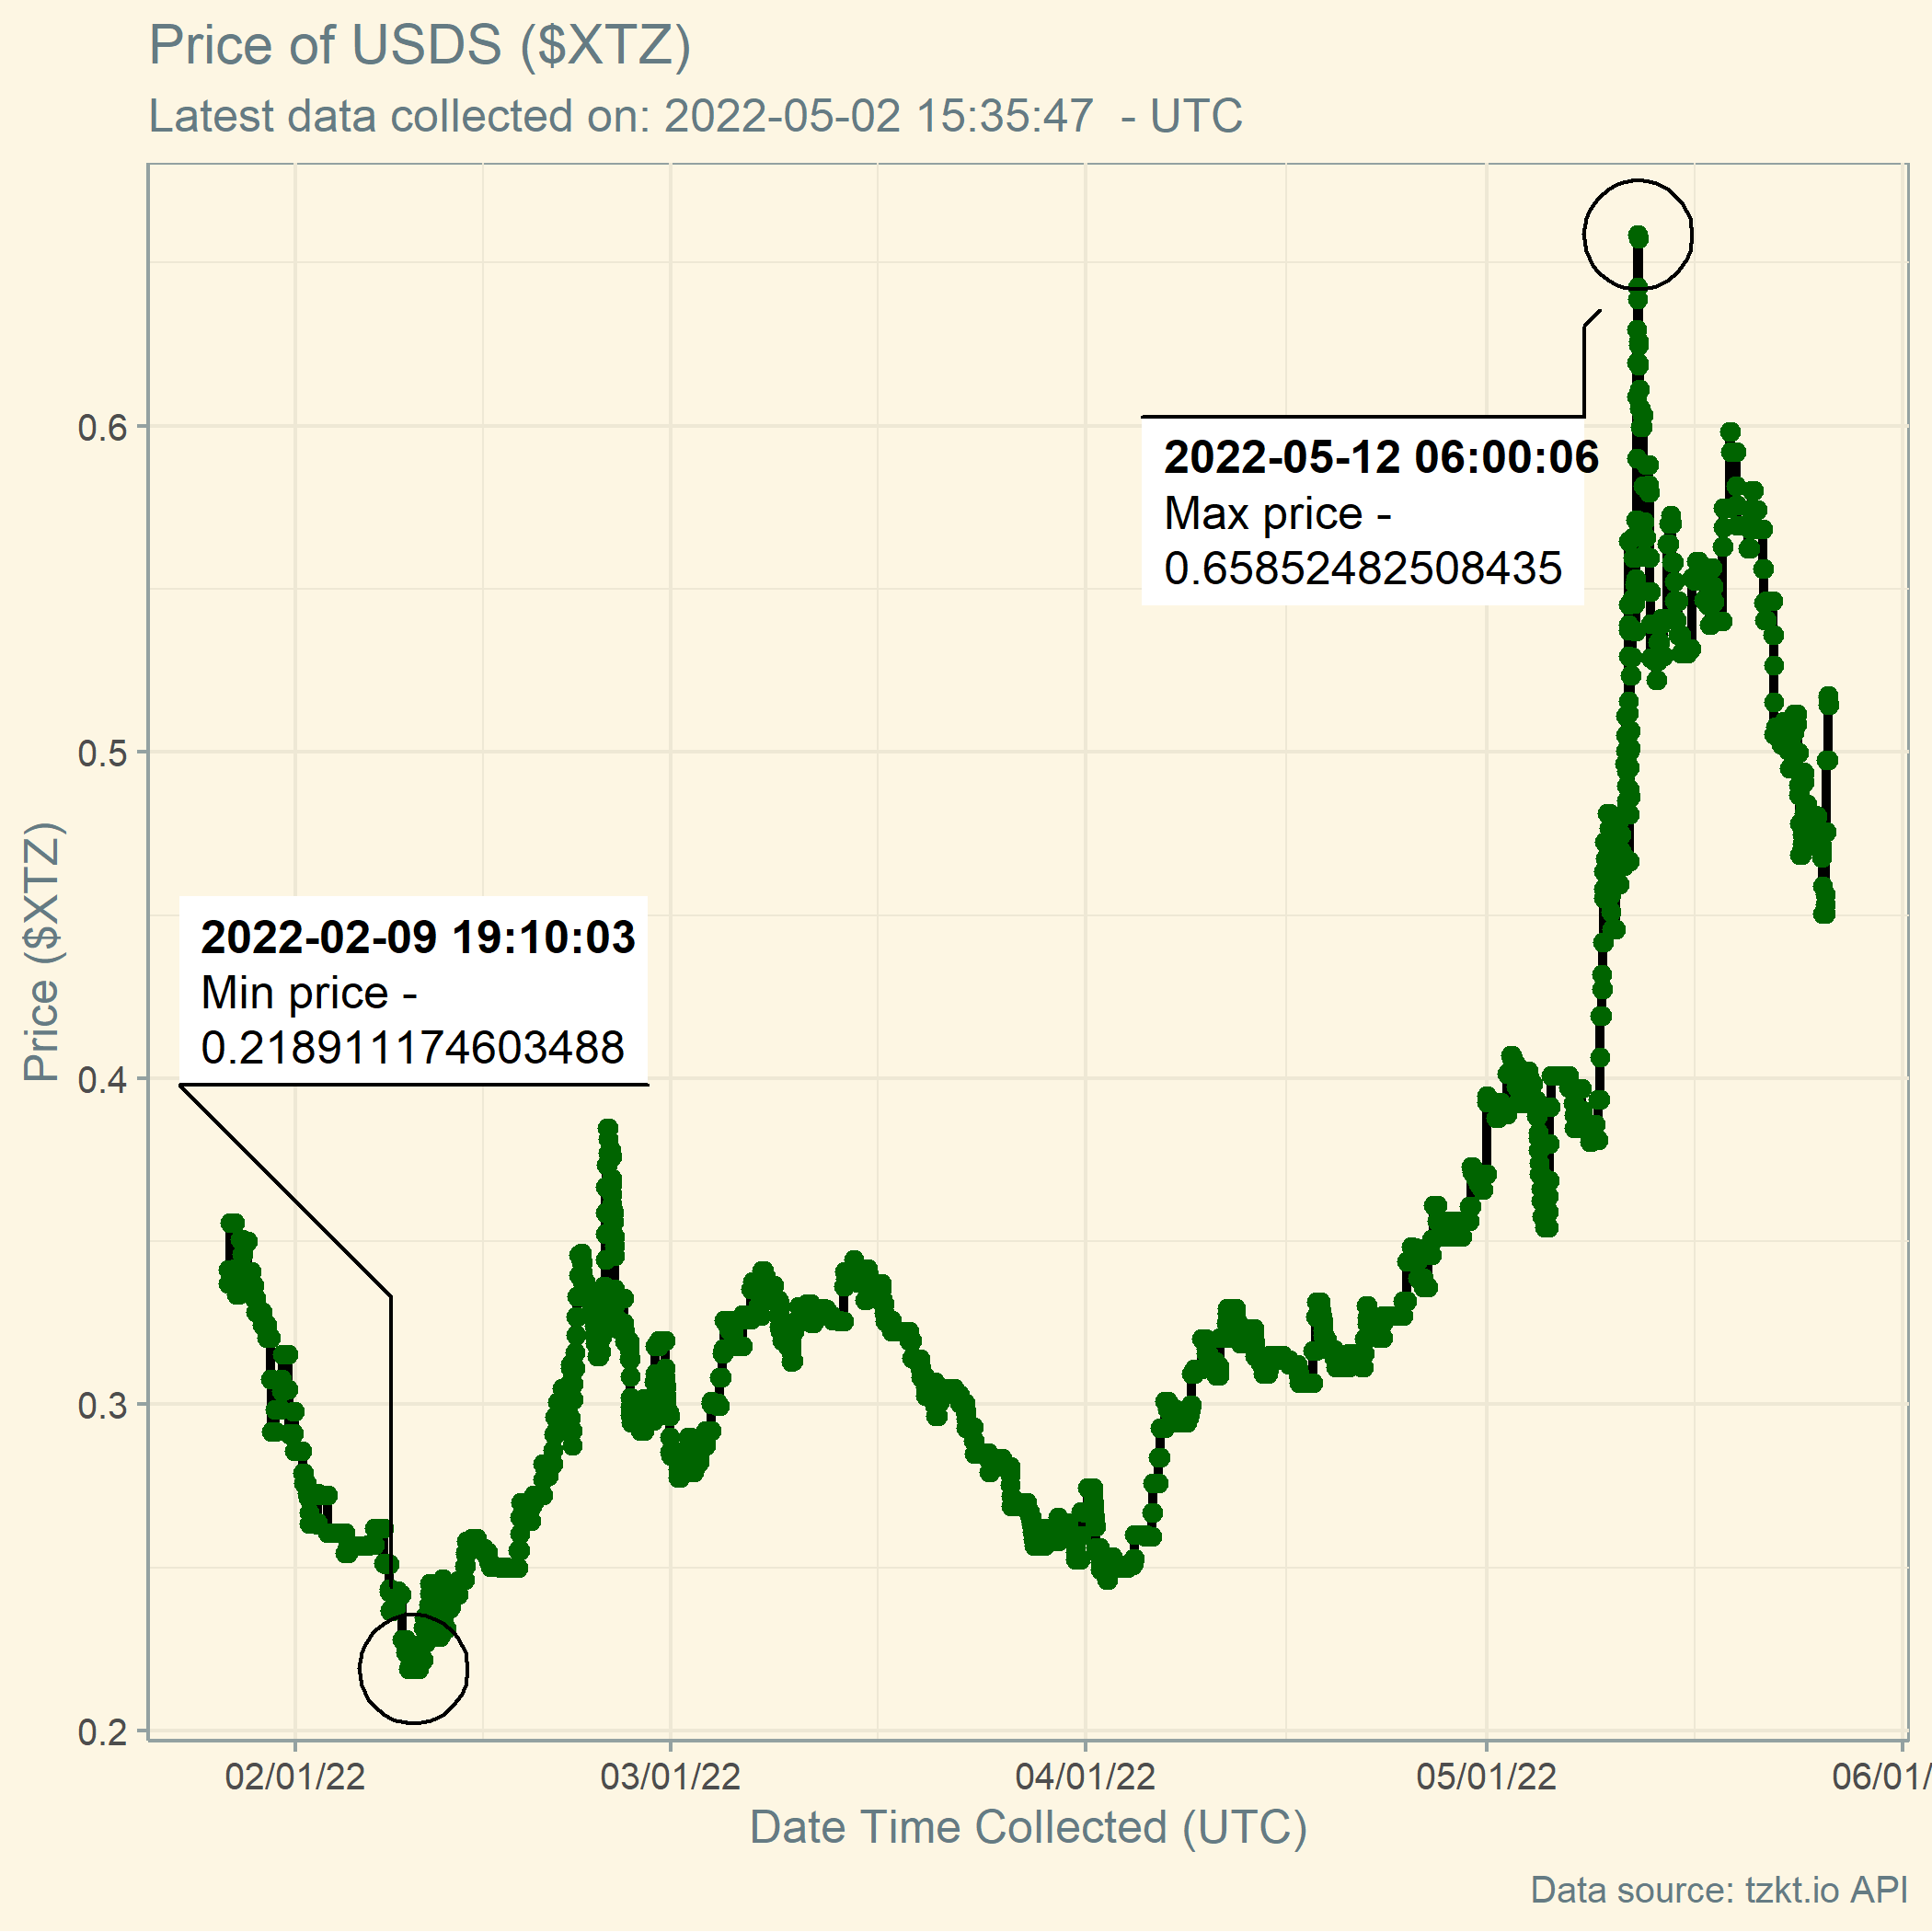 Price of USDS ($XTZ)
Latest data collected on: 2022-05-02 15:35:47  - UTC
2022-05-12 06:00:06
Max price -
0.65852482508435
2022-02-09 19:10:03
Min price -
0.218911174603488
Price ($XTZ)
0.6
0.5
0.4
0.3
0.2
02/01/22
03/01/22
04/01/22
05/01/22
06/01/
Date Time Collected (UTC)
Data source: tzkt.io API